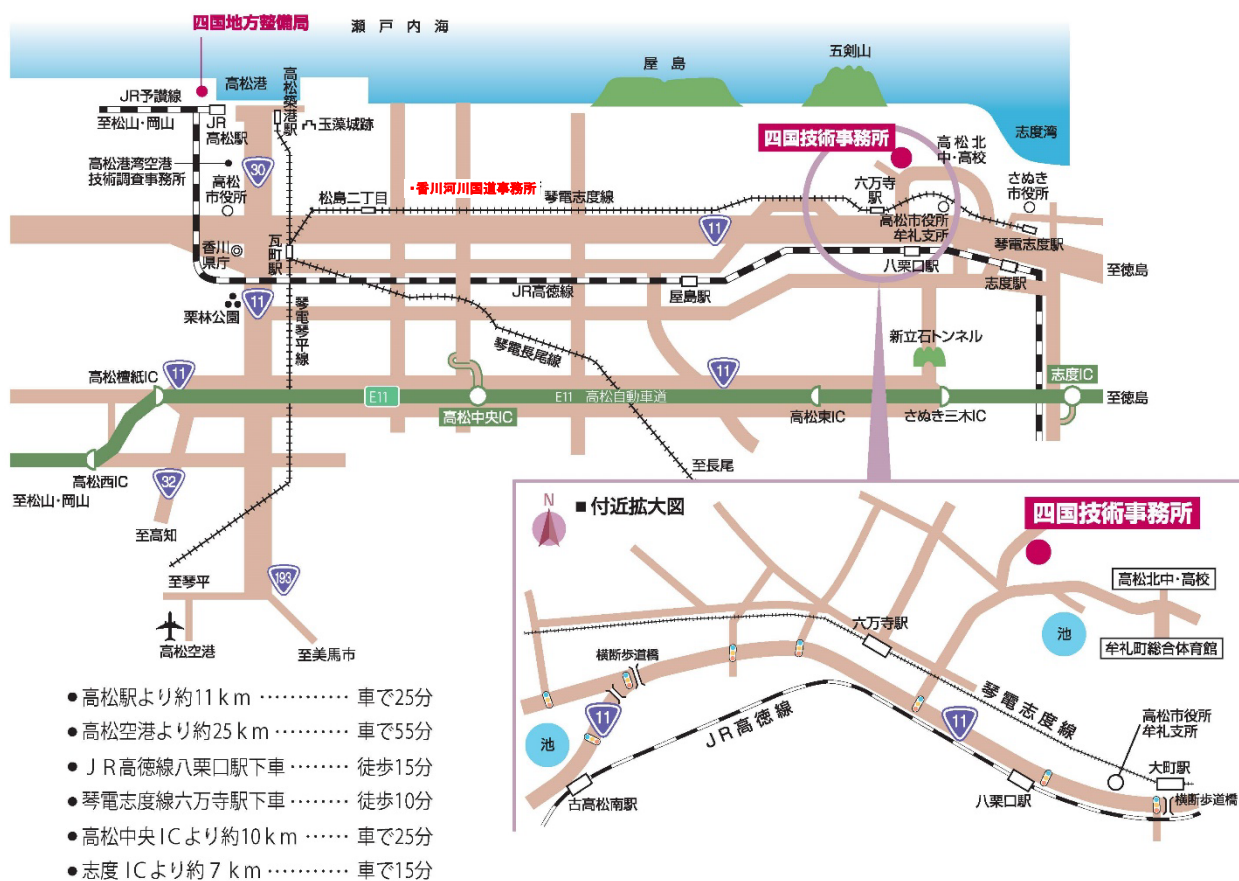 四国地方整備局
瀬戸内海
五剣山
屋島
高松港
高松築港駅
JR予讃線
至松山・岡山
JR
高松駅
玉藻城跡
志度湾
四国技術事務所
高松北
中・高校
高松港湾空港
技術調査事務所
30
高松
市役所
松島二丁目
・香川河川国道事務所
琴電志度線
六万寺
駅
さぬき
市役所
11
高松市役所
牟礼支所
琴電志度駅
香川
県庁
瓦町駅
八栗口駅
志度駅
至徳島
JR高徳線
屋島駅
11
栗林公園
琴電琴平線
琴電長尾線
新立石トンネル
高松檀紙IC
11
11
志度IC
E11
高松中央IC
E11 高松自動車道
高松東IC
さぬき三木IC
至徳島
高松西IC
至松山・岡山
32
至長尾
至高知
至琴平
193
高松空港
至美馬市
N
■付近拡大図
四国技術事務所
高松北中・高校
池
牟礼町総合体育館
六万寺駅
横断歩道橋
琴電志度線
11
池
JR高徳線
11
高松市役所
牟礼支所
大町駅
古高松南駅
八栗口駅
横断歩道橋
●高松駅より約11km ………… 車で25分
●高松空港より約25km ……… 車で55分
●JR高徳線八栗口駅下車 …… 徒歩15分
●琴電志度線六万寺駅下車 …… 徒歩10分
●高松中央ICより約10km …… 車で25分
●志度ICより約7km ………… 車で15分